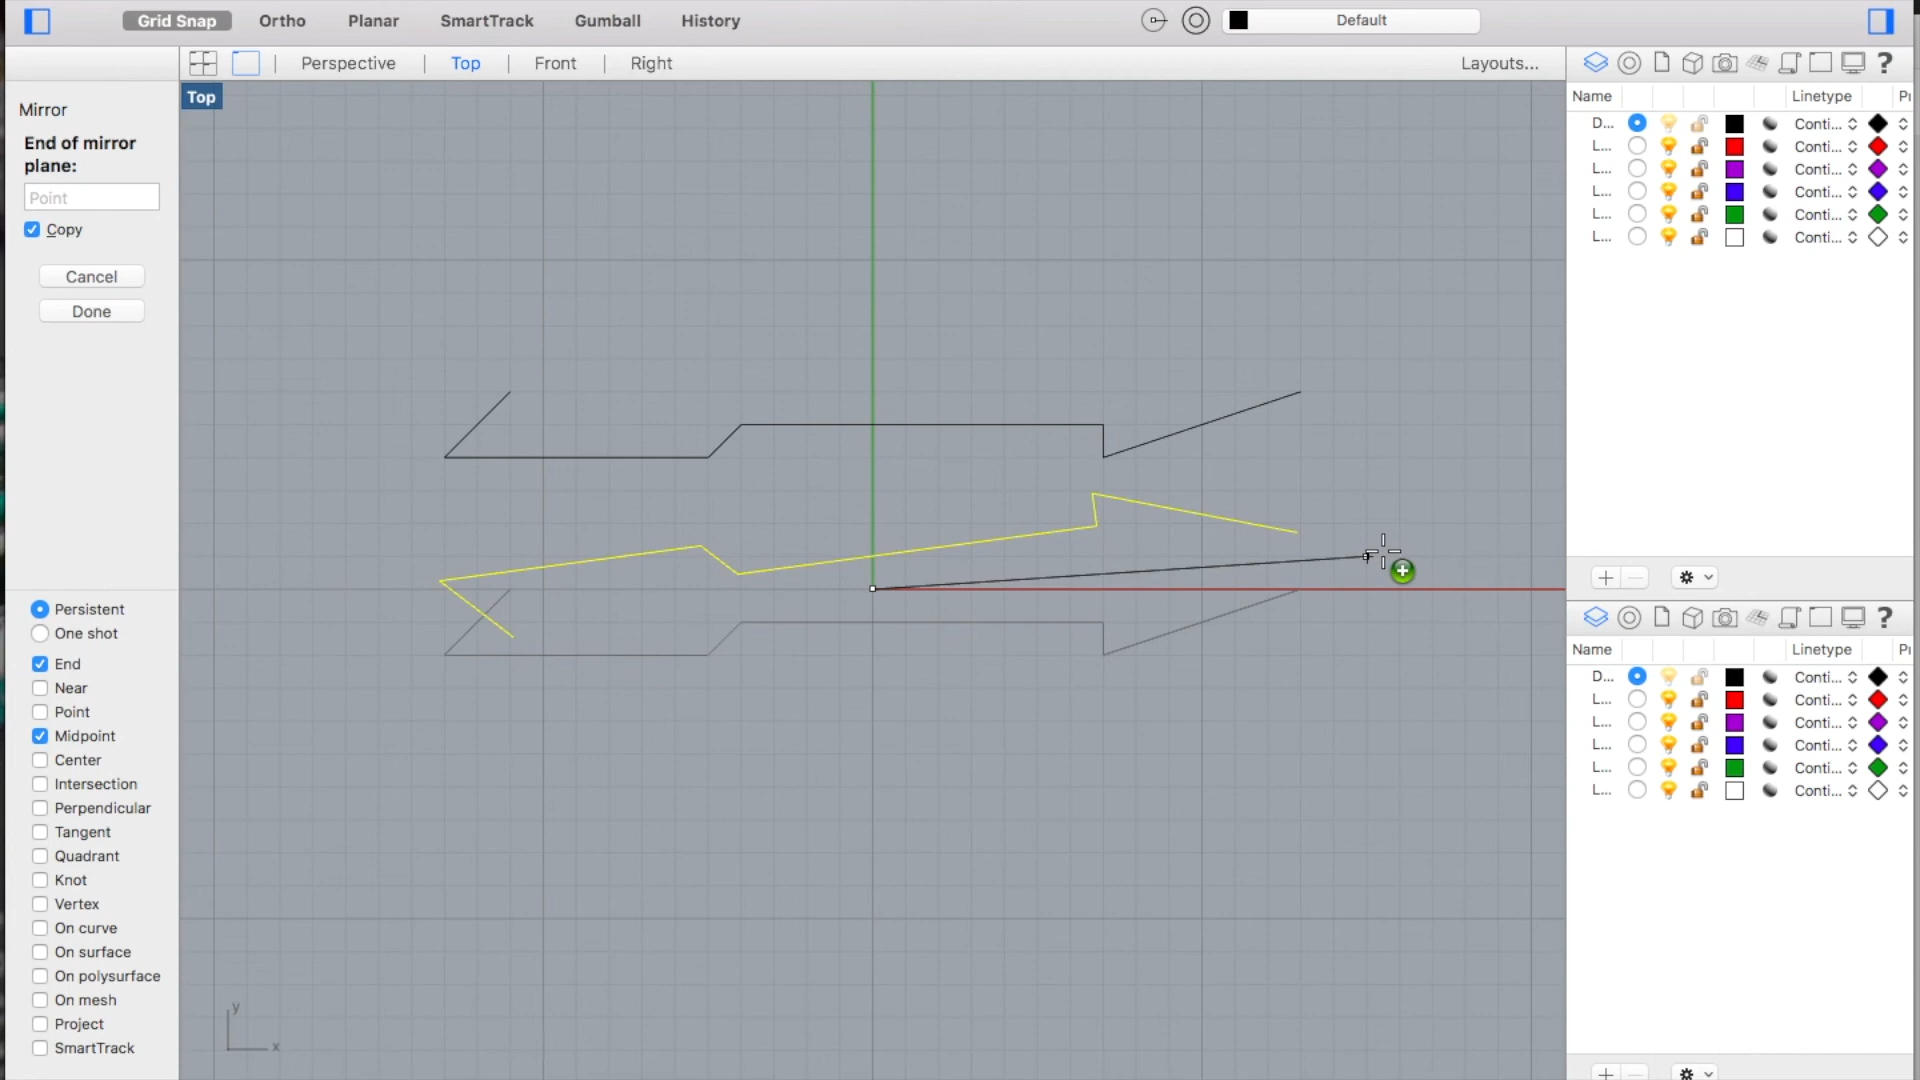 Grid Snap Ortho Planar SmartTrack Gumball History Default
Perspective Top Front Right Layouts...
Top
Mirror
End of mirror
plane:
Point
Copy
Cancel
Done
Persistent
One shot
End
Near
Point
Midpoint
Center
Intersection
Perpendicular
Tangent
Quadrant
Knot
Vertex
On curve
On surface
On polysurface
On mesh
Project
SmartTrack
y
x
Name Linetype
D... Conti...
L... Conti...
L... Conti...
L... Conti...
L... Conti...
L... Conti...
Name Linetype
D... Conti...
L... Conti...
L... Conti...
L... Conti...
L... Conti...
L... Conti...